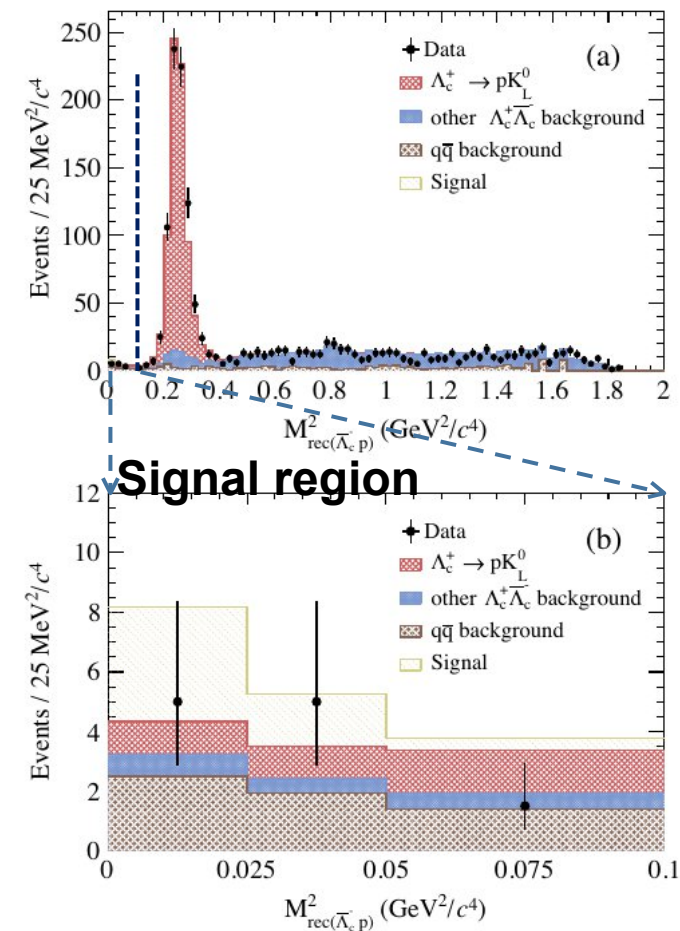 Events / 25 MeV²/c⁴
250
200
150
100
50
0
(a)
Data
Λc⁺ → pK⁰L
other Λc⁺Λ̅c⁻ background
qq̅ background
Signal
0 0.2 0.4 0.6 0.8 1 1.2 1.4 1.6 1.8 2
M²rec(Λ̅c⁻ p) (GeV²/c⁴)
Signal region
Events / 25 MeV²/c⁴
12
10
8
6
4
2
0
(b)
Data
Λc⁺ → pK⁰L
other Λc⁺Λ̅c⁻ background
qq̅ background
Signal
0 0.025 0.05 0.075 0.1
M²rec(Λ̅c⁻ p) (GeV²/c⁴)